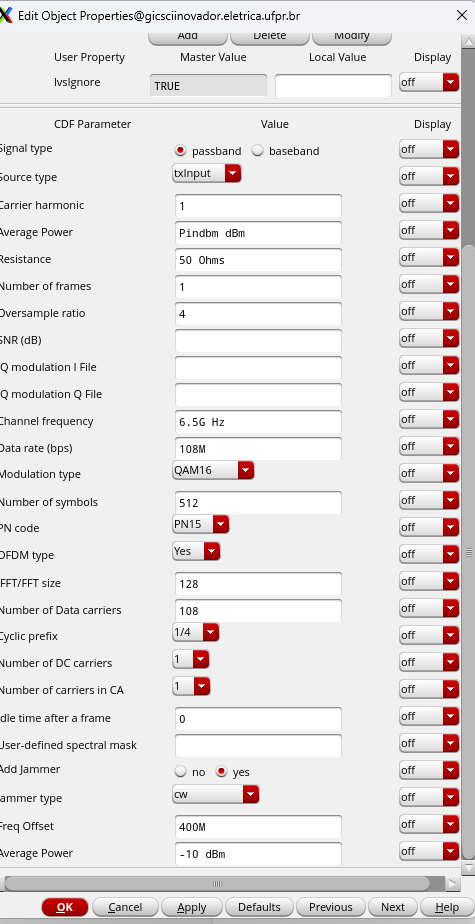 Edit Object Properties@gicsciinovador.eletrica.ufpr.br
Add Delete Modify
User Property Master Value Local Value Display
lvsIgnore TRUE off
CDF Parameter Value Display
Signal type passband baseband off
Source type txInput off
Carrier harmonic 1 off
Average Power Pindbm dBm off
Resistance 50 Ohms off
Number of frames 1 off
Oversample ratio 4 off
SNR (dB) off
IQ modulation I File off
IQ modulation Q File off
Channel frequency 6.5G Hz off
Data rate (bps) 108M off
Modulation type QAM16 off
Number of symbols 512 off
PN code PN15 off
OFDM type Yes off
IFFT/FFT size 128 off
Number of Data carriers 108 off
Cyclic prefix 1/4 off
Number of DC carriers 1 off
Number of carriers in CA 1 off
Idle time after a frame 0 off
User-defined spectral mask off
Add Jammer no yes off
Jammer type cw off
Freq Offset 400M off
Average Power -10 dBm off
OK Cancel Apply Defaults Previous Next Help